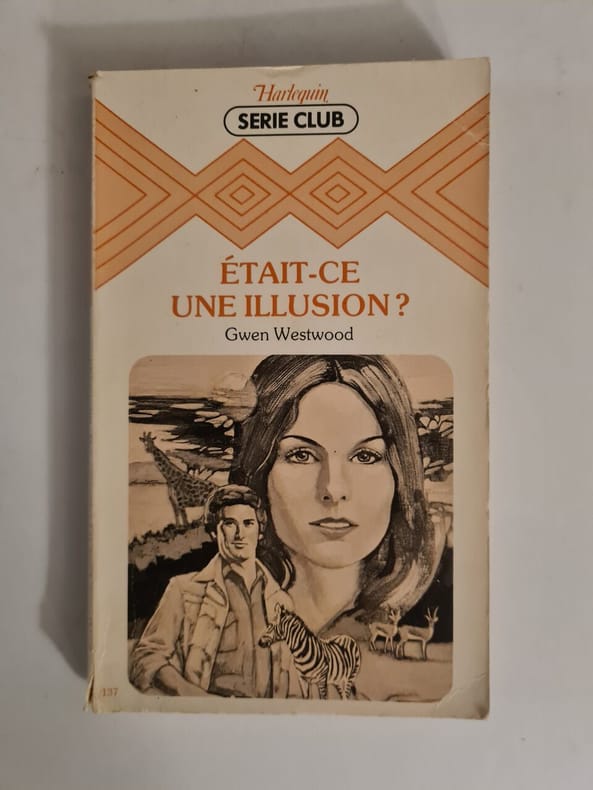 Harlequin
SERIE CLUB
ÉTAIT-CE
UNE ILLUSION ?
Gwen Westwood
137